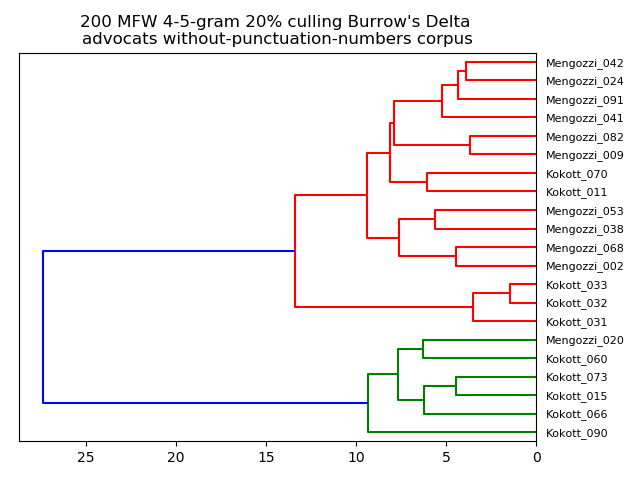 200 MFW 4-5-gram 20% culling Burrow's Delta
advocats without-punctuation-numbers corpus
Mengozzi_042
Mengozzi_024
Mengozzi_091
Mengozzi_041
Mengozzi_082
Mengozzi_009
Kokott_070
Kokott_011
Mengozzi_053
Mengozzi_038
Mengozzi_068
Mengozzi_002
Kokott_033
Kokott_032
Kokott_031
Mengozzi_020
Kokott_060
Kokott_073
Kokott_015
Kokott_066
Kokott_090
25 20 15 10 5 0